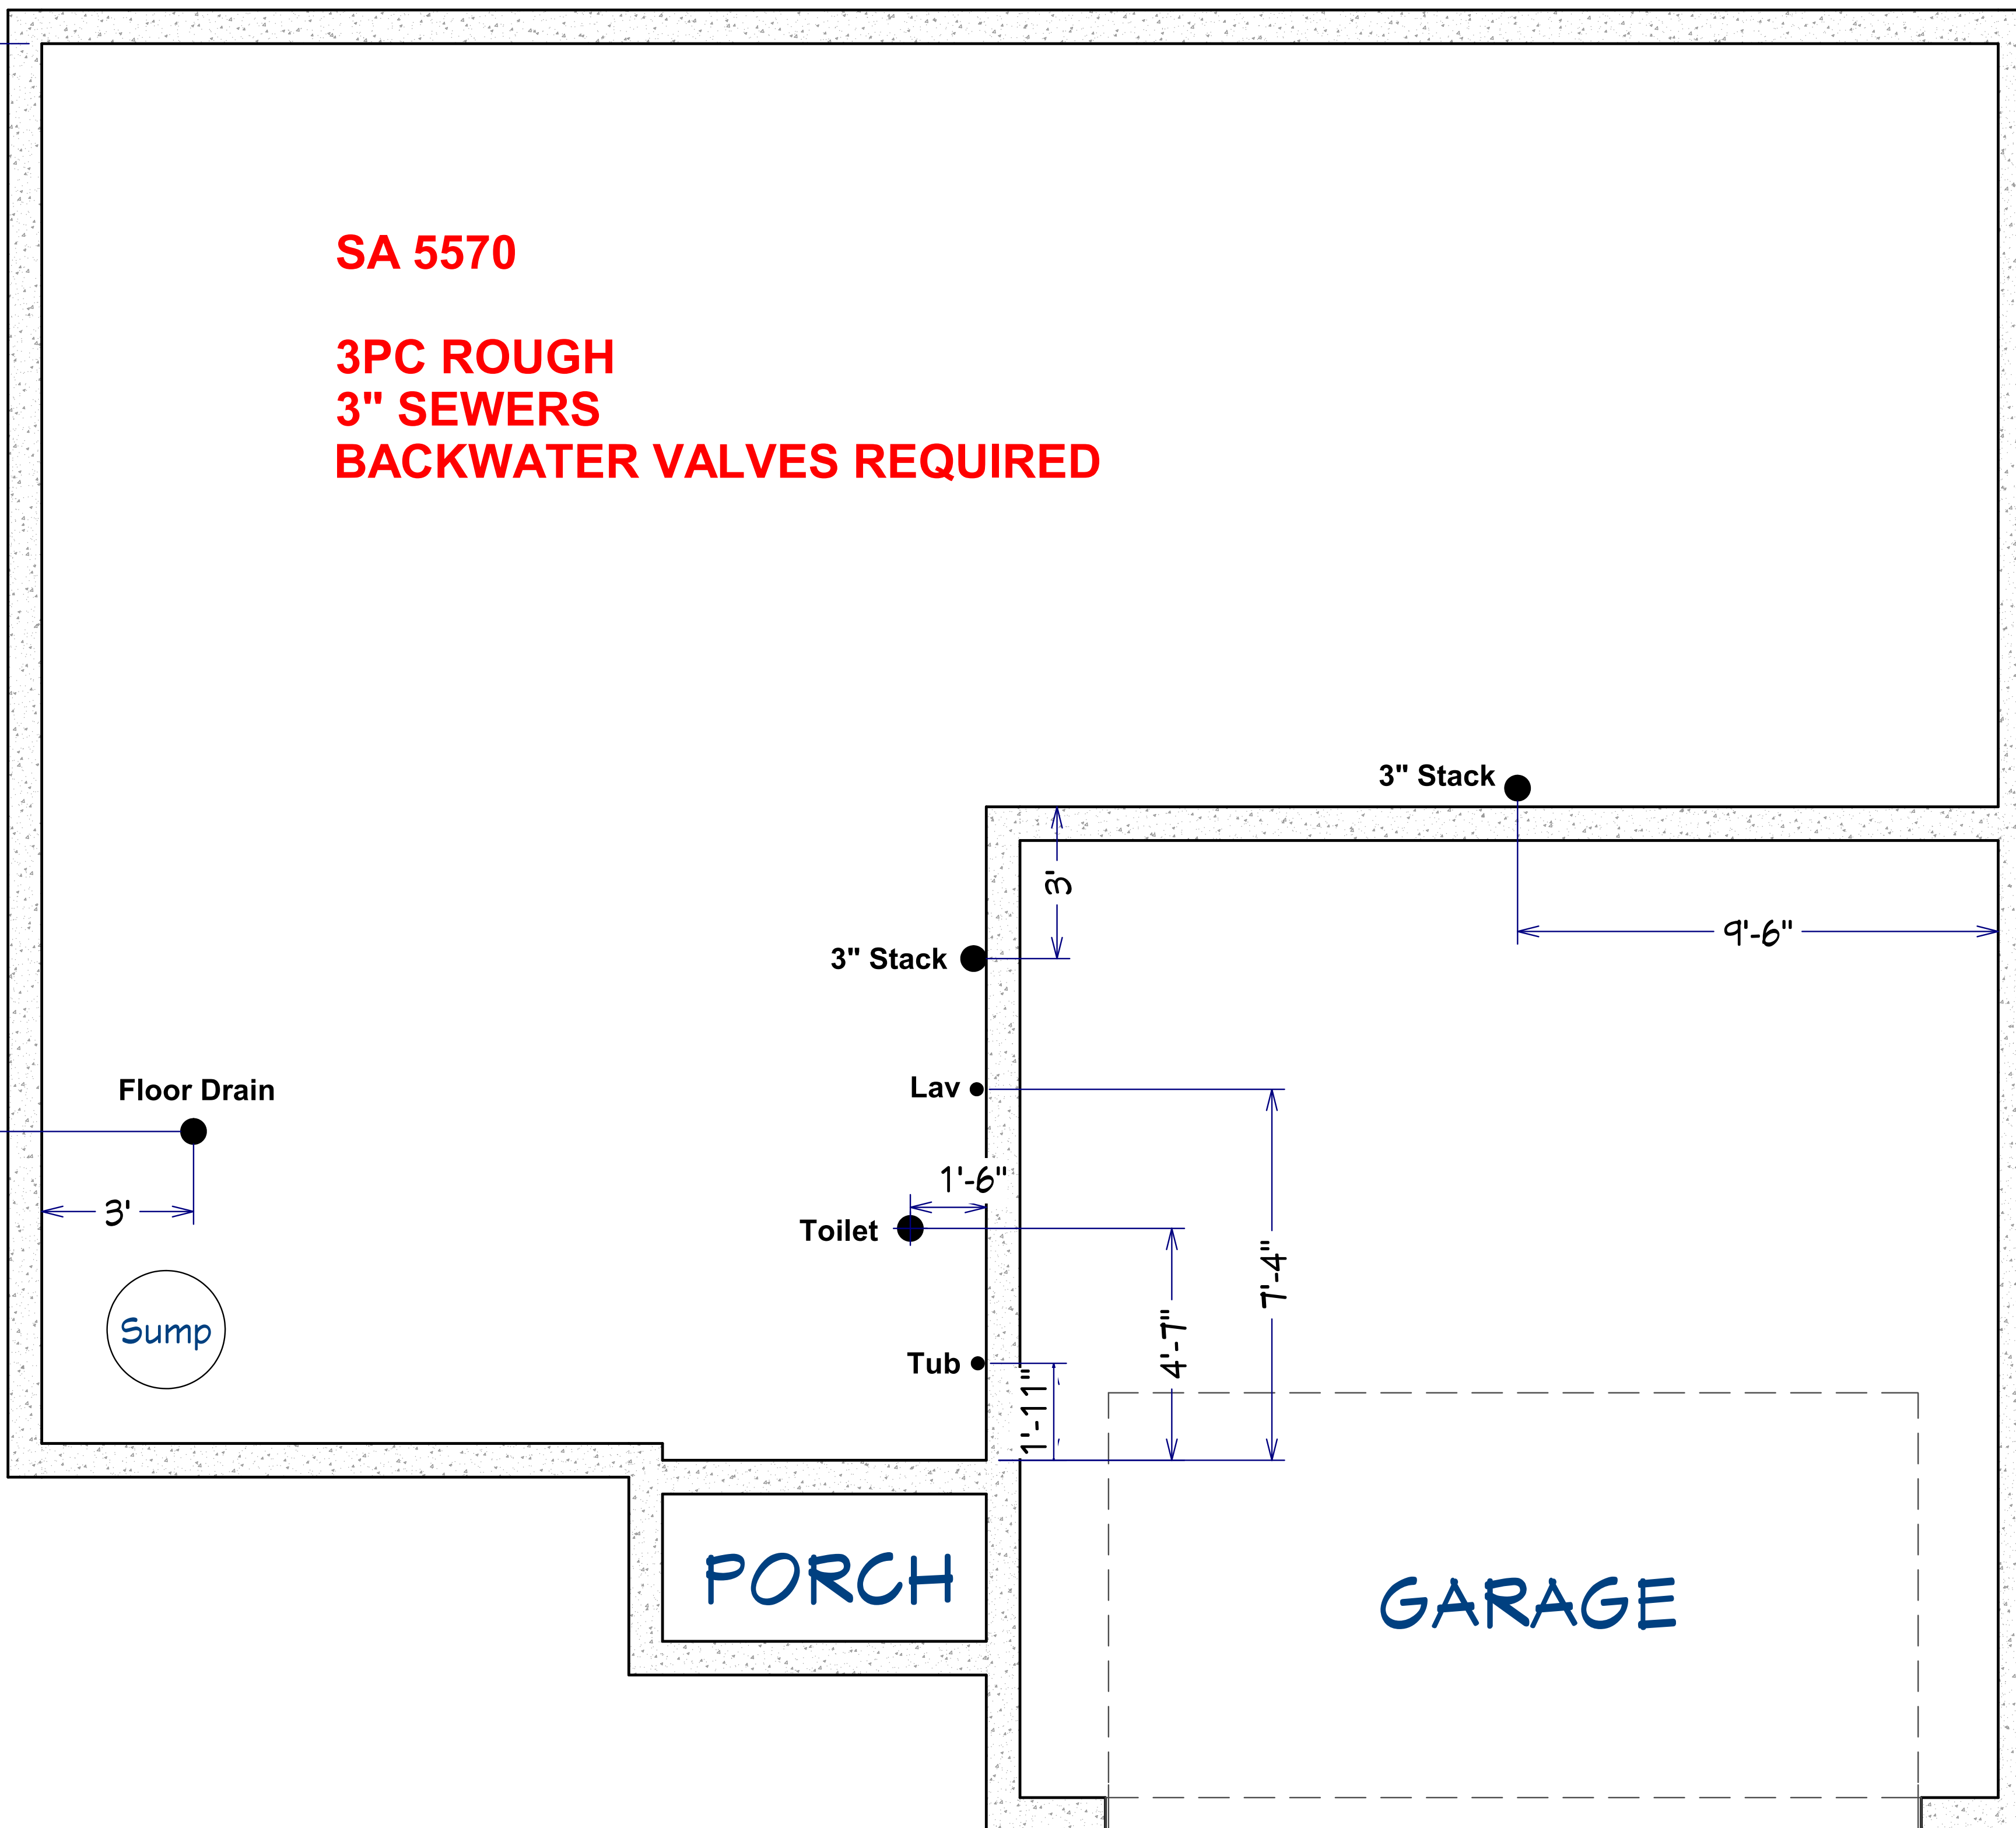 SA 5570
3PC ROUGH
3" SEWERS
BACKWATER VALVES REQUIRED
3" Stack
3'
9'-6"
3" Stack
Lav
Floor Drain
1'-6"
3'
Toilet
7'-4"
4'-7"
Sump
Tub
1'-11"
PORCH
GARAGE